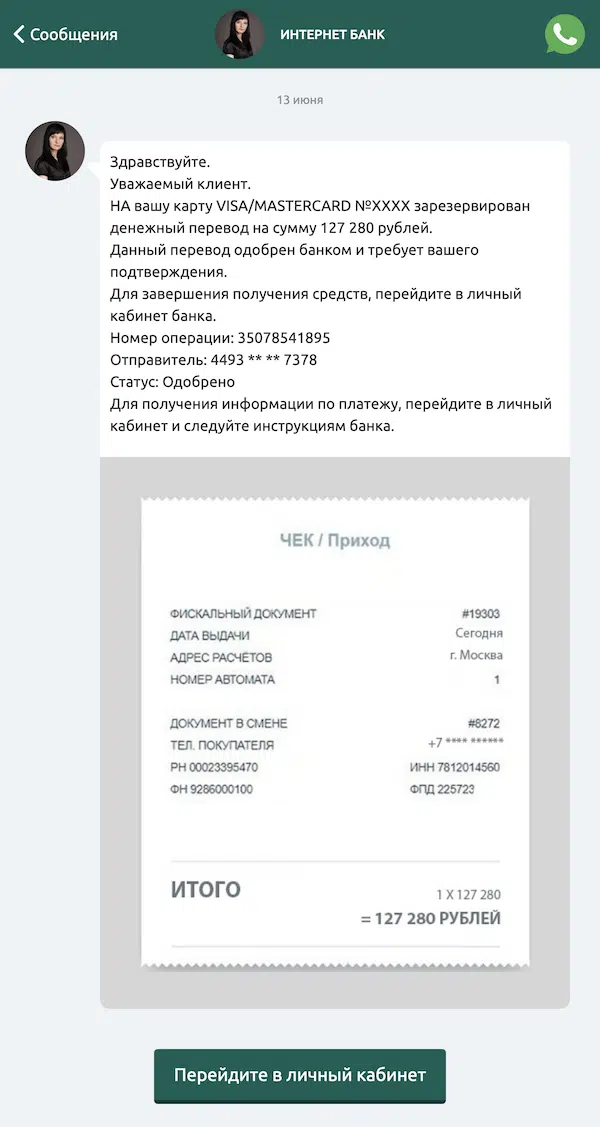 Сообщения
ИНТЕРНЕТ БАНК
13 июня
Здравствуйте.
Уважаемый клиент.
НА вашу карту VISA/MASTERCARD №XXXX зарезервирован
денежный перевод на сумму 127 280 рублей.
Данный перевод одобрен банком и требует вашего
подтверждения.
Для завершения получения средств, перейдите в личный
кабинет банка.
Номер операции: 35078541895
Отправитель: 4493 ** ** 7378
Статус: Одобрено
Для получения информации по платежу, перейдите в личный
кабинет и следуйте инструкциям банка.
ЧЕК / Приход
ФИСКАЛЬНЫЙ ДОКУМЕНТ #19303
ДАТА ВЫДАЧИ Сегодня
АДРЕС РАСЧЁТОВ г. Москва
НОМЕР АВТОМАТА 1
ДОКУМЕНТ В СМЕНЕ #8272
ТЕЛ. ПОКУПАТЕЛЯ +7 **** ******
РН 00023395470 ИНН 7812014560
ФН 9286000100 ФПД 225723
ИТОГО 1 X 127 280
= 127 280 РУБЛЕЙ
Перейдите в личный кабинет